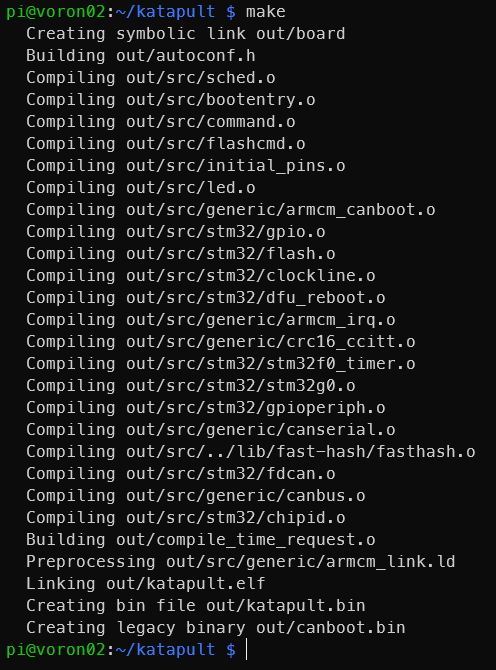 pi@voron02:~/katapult $ make
Creating symbolic link out/board
Building out/autoconf.h
Compiling out/src/sched.o
Compiling out/src/bootentry.o
Compiling out/src/command.o
Compiling out/src/flashcmd.o
Compiling out/src/initial_pins.o
Compiling out/src/led.o
Compiling out/src/generic/armcm_canboot.o
Compiling out/src/stm32/gpio.o
Compiling out/src/stm32/flash.o
Compiling out/src/stm32/clockline.o
Compiling out/src/stm32/dfu_reboot.o
Compiling out/src/generic/armcm_irq.o
Compiling out/src/generic/crc16_ccitt.o
Compiling out/src/stm32/stm32f0_timer.o
Compiling out/src/stm32/stm32g0.o
Compiling out/src/stm32/gpioperiph.o
Compiling out/src/generic/canserial.o
Compiling out/src/../lib/fast-hash/fasthash.o
Compiling out/src/stm32/fdcan.o
Compiling out/src/generic/canbus.o
Compiling out/src/stm32/chipid.o
Building out/compile_time_request.o
Preprocessing out/src/generic/armcm_link.ld
Linking out/katapult.elf
Creating bin file out/katapult.bin
Creating legacy binary out/canboot.bin
pi@voron02:~/katapult $